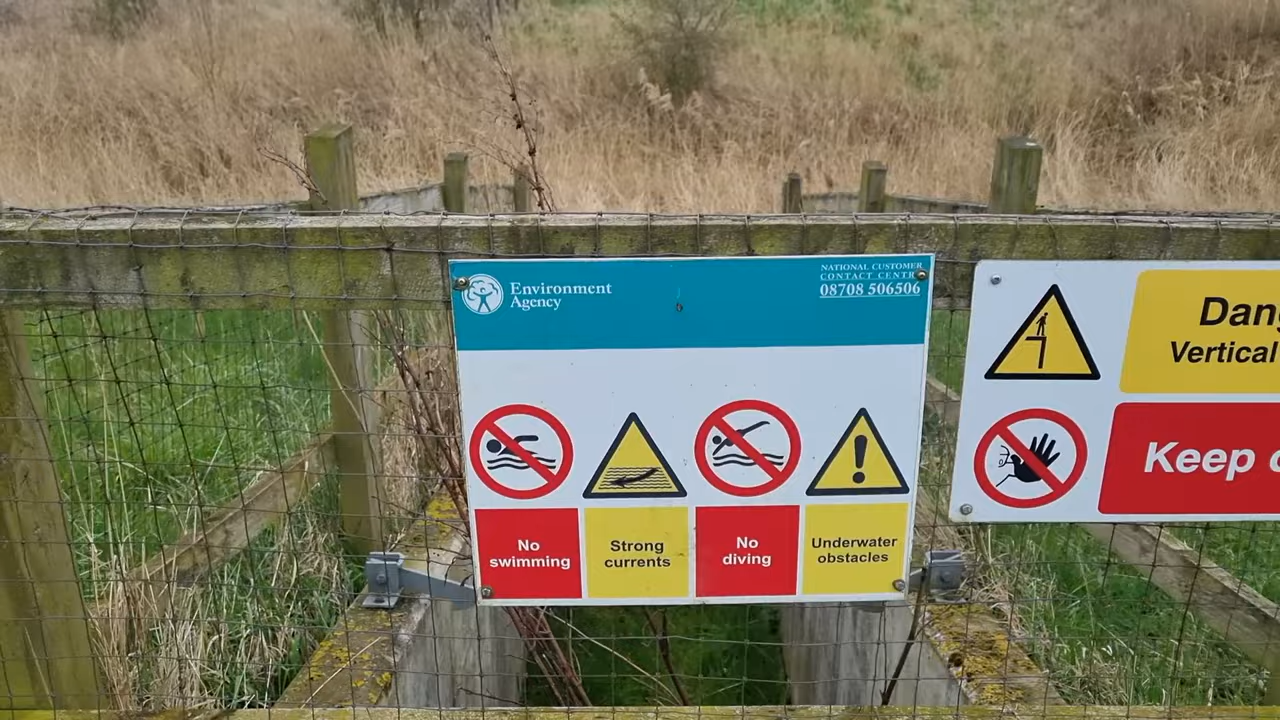 Environment
Agency
NATIONAL CUSTOMER
CONTACT CENTRE
08708 506506
No
swimming
Strong
currents
No
diving
Underwater
obstacles
Vertical
Keep